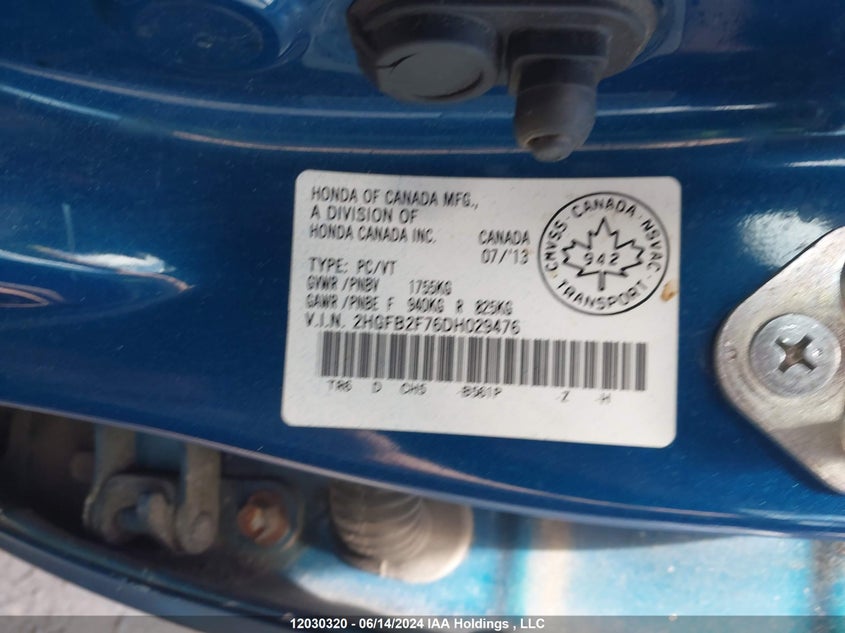 HONDA OF CANADA MFG.,
A DIVISION OF
HONDA CANADA INC. CANADA
07/'13
TYPE: PC/VT
GVWR /PNBV 1755KG
GAWR /PNBE F 940KG R 825KG
V.I.N. 2HGFB2F76DH029476
TR6 D CH5 -B561P -Z -H
CMVSS · CANADA · NSVAC
942
TRANSPORT
12030320 - 06/14/2024 IAA Holdings , LLC